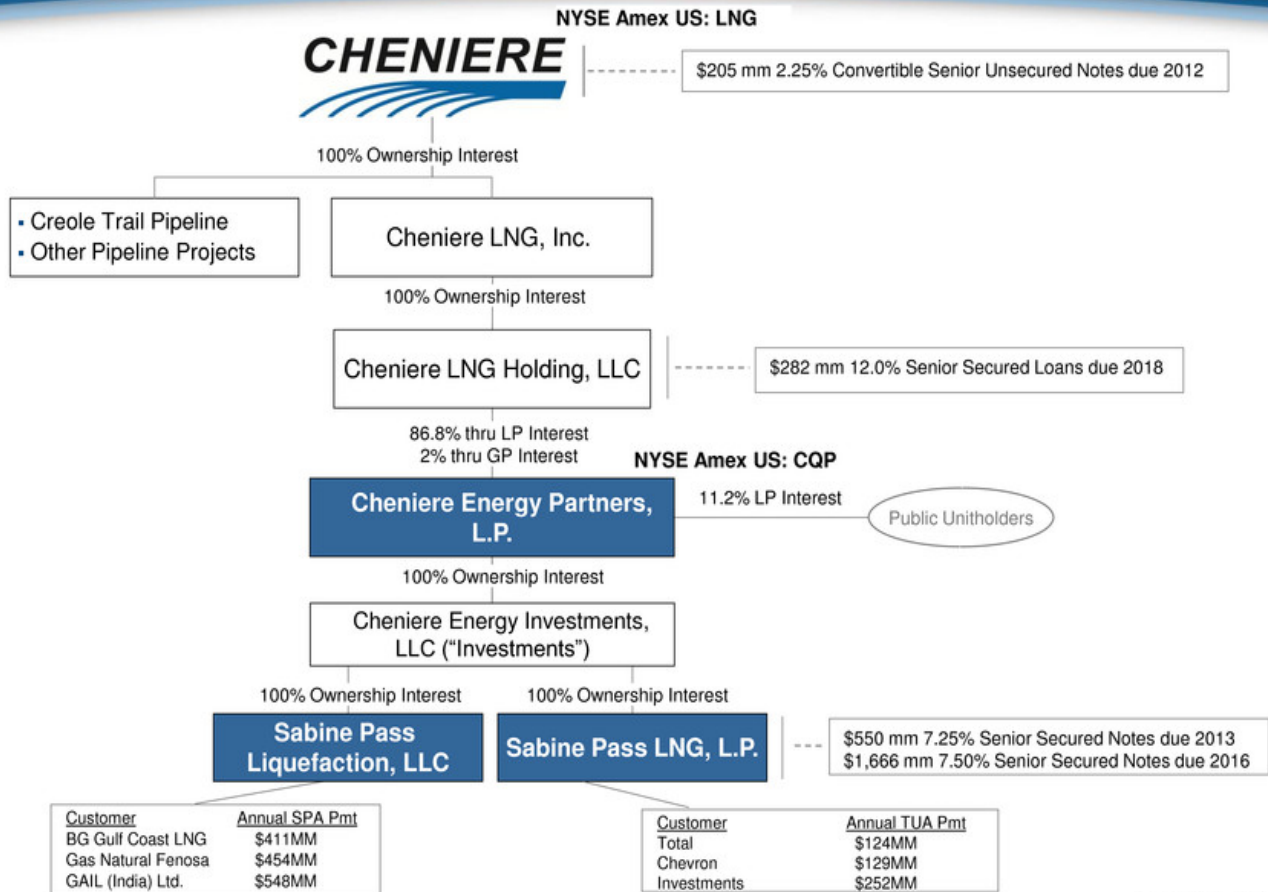 NYSE Amex US: LNG
CHENIERE
$205 mm 2.25% Convertible Senior Unsecured Notes due 2012
100% Ownership Interest
▪ Creole Trail Pipeline
▪ Other Pipeline Projects
Cheniere LNG, Inc.
100% Ownership Interest
Cheniere LNG Holding, LLC
$282 mm 12.0% Senior Secured Loans due 2018
86.8% thru LP Interest
2% thru GP Interest
NYSE Amex US: CQP
Cheniere Energy Partners,
L.P.
11.2% LP Interest
Public Unitholders
100% Ownership Interest
Cheniere Energy Investments,
LLC (“Investments”)
100% Ownership Interest
100% Ownership Interest
Sabine Pass
Liquefaction, LLC
Sabine Pass LNG, L.P.
$550 mm 7.25% Senior Secured Notes due 2013
$1,666 mm 7.50% Senior Secured Notes due 2016
Customer Annual SPA Pmt
BG Gulf Coast LNG $411MM
Gas Natural Fenosa $454MM
GAIL (India) Ltd. $548MM
Customer Annual TUA Pmt
Total $124MM
Chevron $129MM
Investments $252MM